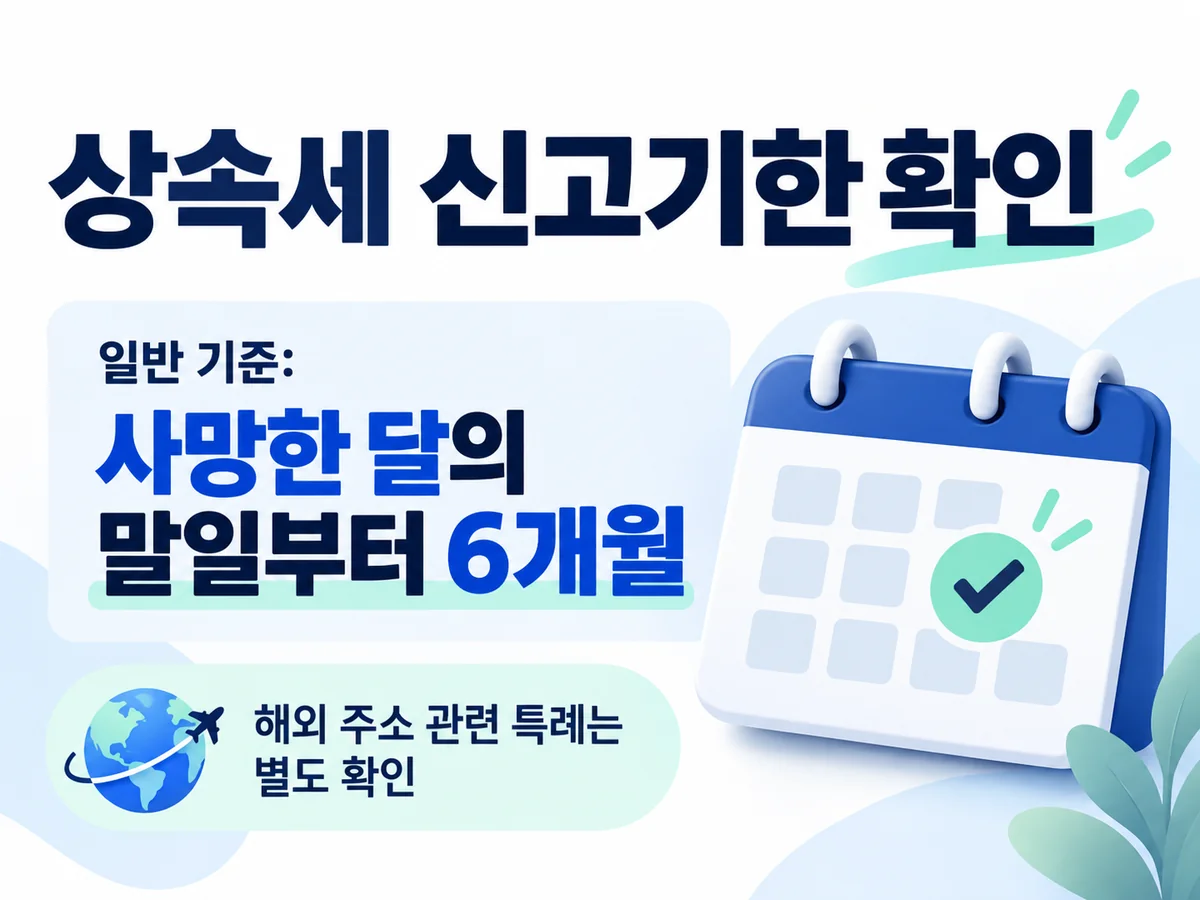 상속세 신고기한 확인
일반 기준:
사망한 달의
말일부터 6개월
해외 주소 관련 특례는
별도 확인